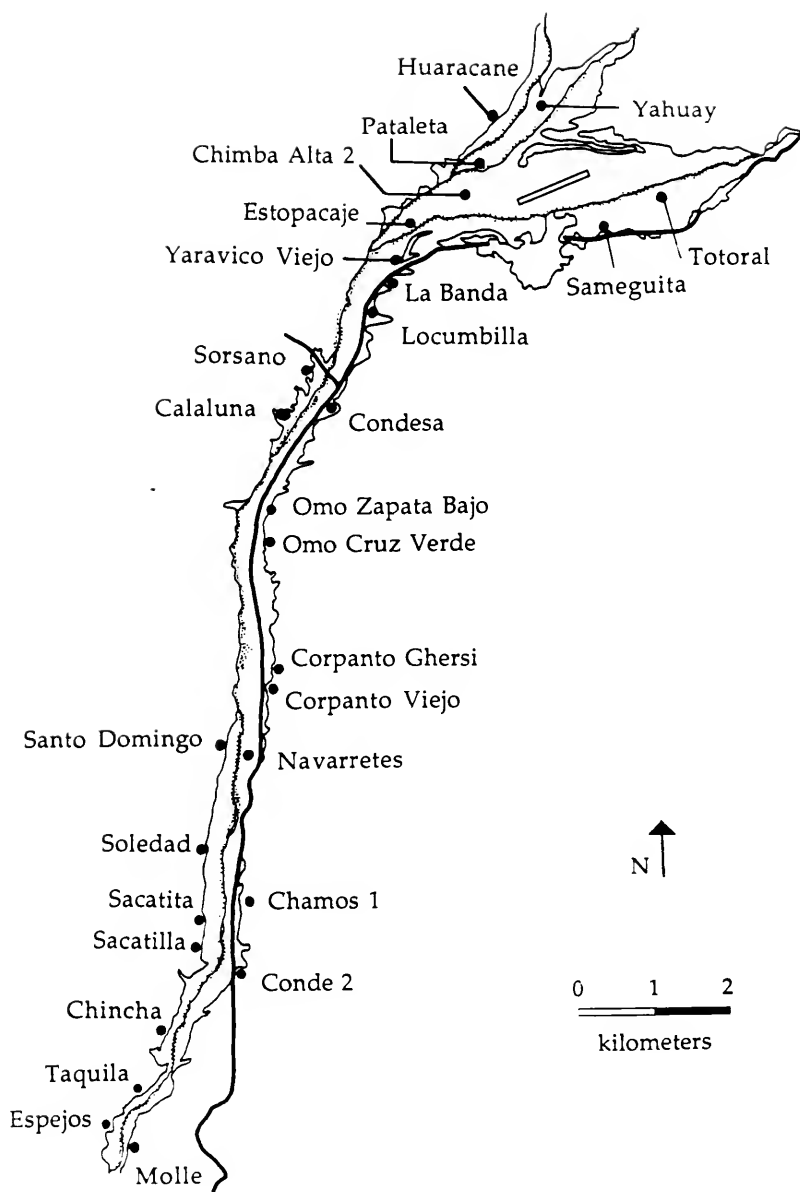 Huaracane
Yahuay
Pataleta
Chimba Alta 2
Estopacaje
Totoral
Yaravico Viejo
Sameguita
La Banda
Locumbilla
Sorsano
Calaluna
Condesa
Omo Zapata Bajo
Omo Cruz Verde
Corpanto Ghersi
Corpanto Viejo
Santo Domingo
Navarretes
Soledad
N
Sacatita
Chamos 1
Sacatilla
Conde 2
0 1 2
Chincha
kilometers
Taquila
Espejos
Molle